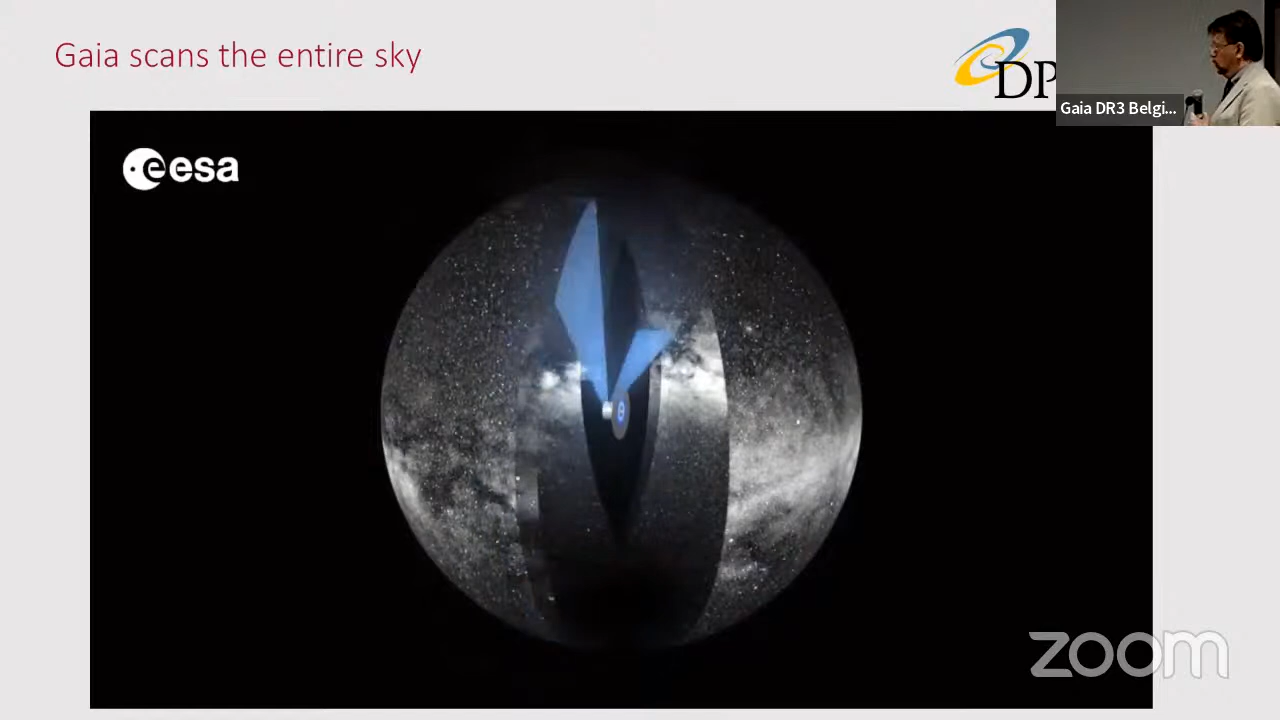 Gaia scans the entire sky
DP
Gaia DR3 Belgi...
esa
zoom